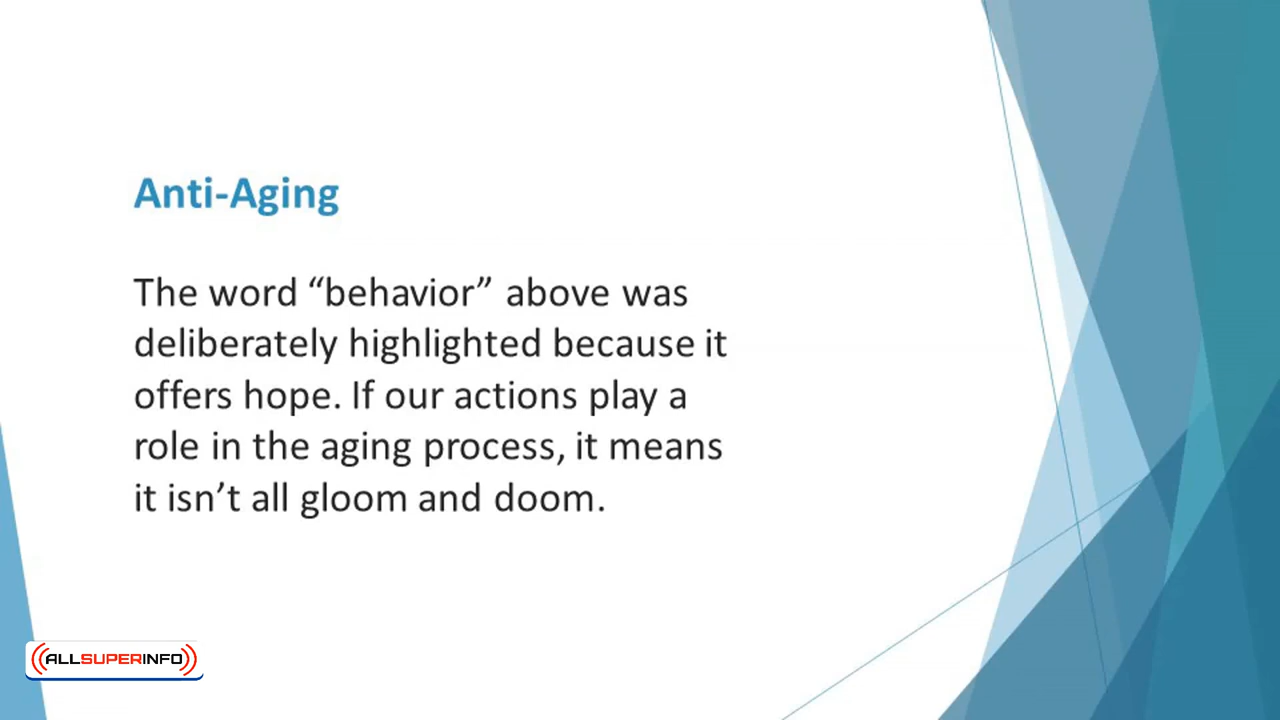 Anti-Aging
The word “behavior” above was
deliberately highlighted because it
offers hope. If our actions play a
role in the aging process, it means
it isn’t all gloom and doom.
ALLSUPERINFO